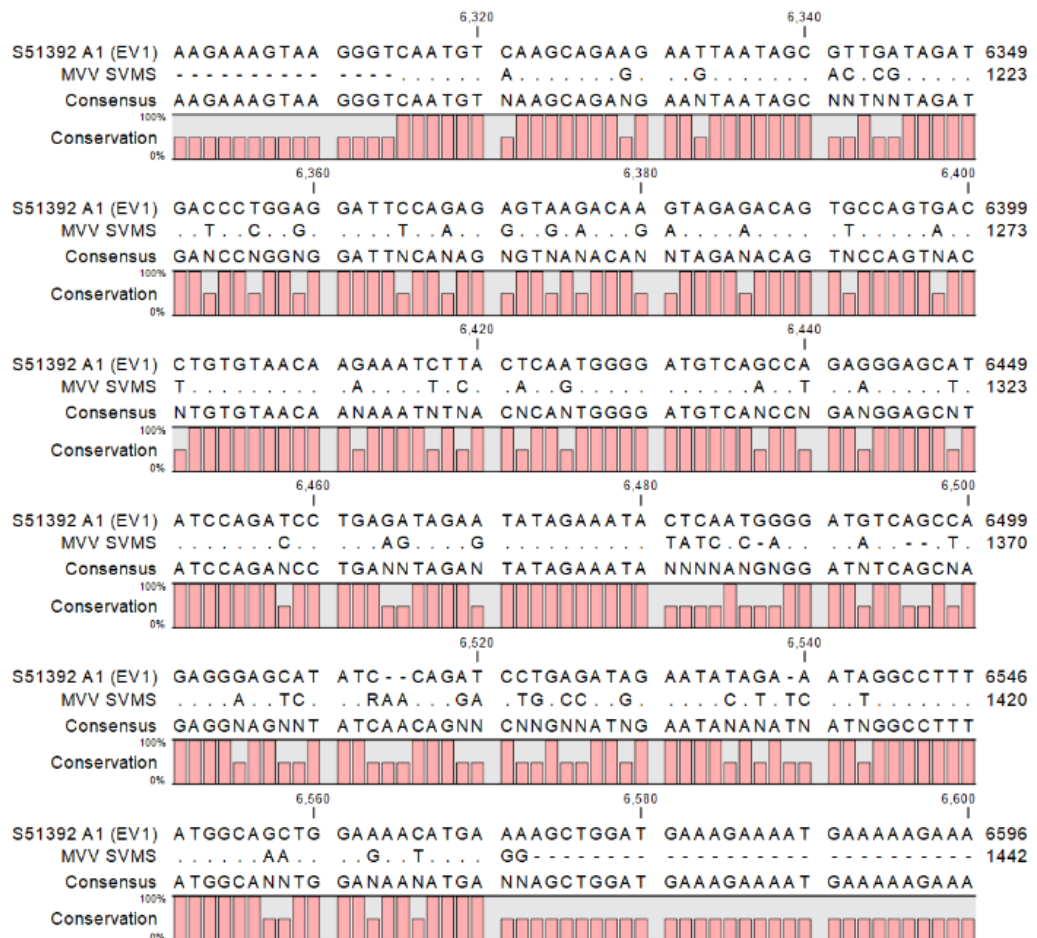 6,320 6,340
S51392 A1 (EV1) AAGAAAGTAA GGGTCAATGT CAAGCAGAAG AATTAATAGC GTTGATAGAT 6349
MVV SVMS - - - - - - - - - - - - - - . . . . . . A . . . . . . . G . . . G . . . . . . . AC . CG . . . . . 1223
Consensus AAGAAAGTAA GGGTCAATGT NAAGCAGANG AANTAATAGC NNTNNTAGAT
100%
Conservation
0%
6,360 6,380 6,400
S51392 A1 (EV1) GACCCTGGAG GATTCCAGAG AGTAAGACAA GTAGAGACAG TGCCAGTGAC 6399
MVV SVMS . . T . . C . . G . . . . . T . . A . . G . . G . A . . . G A . . . . A . . . . . T . . . . . A . . 1273
Consensus GANCCNGGNG GATTNCANAG NGTNANACAN NTAGANACAG TNCCAGTNAC
100%
Conservation
0%
6,420 6,440
S51392 A1 (EV1) CTGTGTAACA AGAAATCTTA CTCAATGGGG ATGTCAGCCA GAGGGAGCAT 6449
MVV SVMS T . . . . . . . . . . A . . . . T . C . . A . . G . . . . . . . . . . . A . . T . . A . . . . . T . 1323
Consensus NTGTGTAACA ANAAATNTNA CNCANTGGGG ATGTCANCCN GANGGAGCNT
100%
Conservation
0%
6,460 6,480 6,500
S51392 A1 (EV1) ATCCAGATCC TGAGATAGAA TATAGAAATA CTCAATGGGG ATGTCAGCCA 6499
MVV SVMS . . . . . . . C . . . . . AG . . . . G . . . . . . . . . . TATC . C - A . . . . A . . - - . T . 1370
Consensus ATCCAGANCC TGANNTAGAN TATAGAAATA NNNNANGNGG ATNTCAGCNA
100%
Conservation
0%
6,520 6,540
S51392 A1 (EV1) GAGGGAGCAT ATC - - CAGAT CCTGAGATAG AATATAGA - A ATAGGCCTTT 6546
MVV SVMS . . . . A . . TC . . . RAA . . . GA . TG . CC . . G . . . . . C . T . TC . . T . . . . . . . 1420
Consensus GAGGNAGNNT ATCAACAGNN CNNGNNATNG AATANANATN ATNGGCCTTT
100%
Conservation
0%
6,560 6,580 6,600
S51392 A1 (EV1) ATGGCAGCTG GAAAACATGA AAAGCTGGAT GAAAGAAAAT GAAAAAGAAA 6596
MVV SVMS . . . . . . AA . . . . G . . T . . . . GG - - - - - - - - - - - - - - - - - - - - - - - - - - - - 1442
Consensus ATGGCANNTG GANAANATGA NNAGCTGGAT GAAAGAAAAT GAAAAAGAAA
100%
Conservation
0%